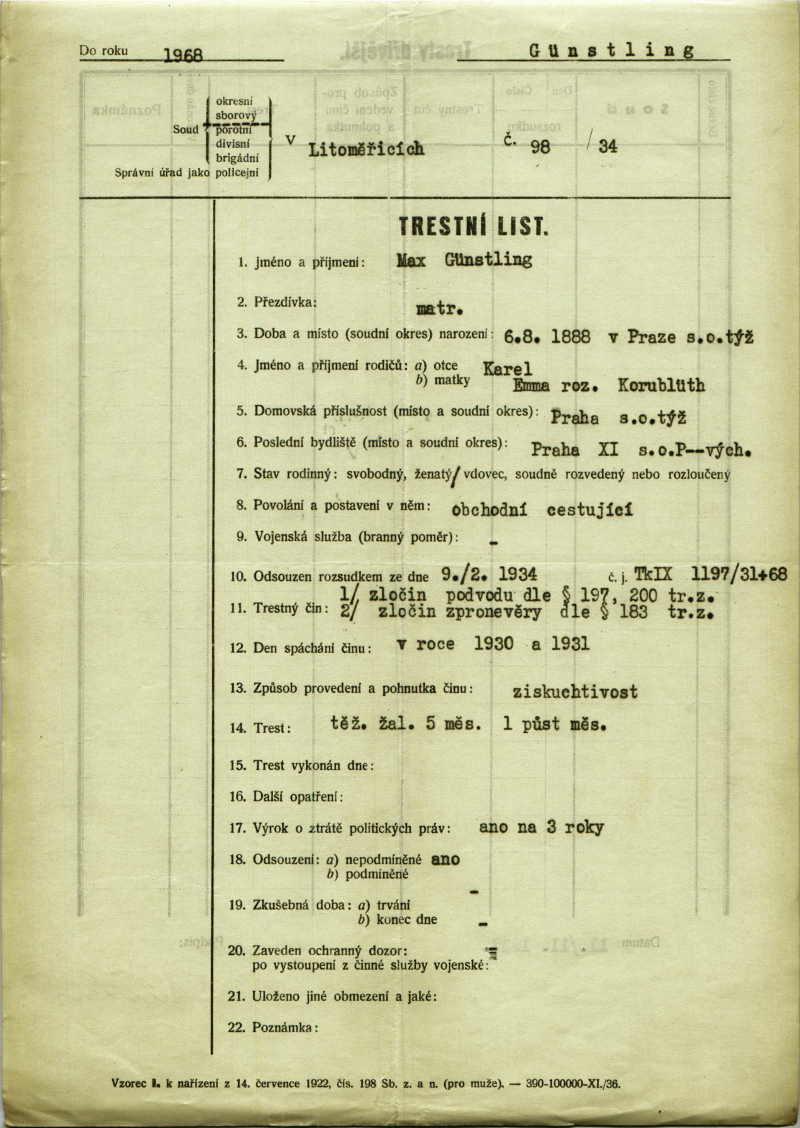 Do roku 1968 Günstling
okresní
sborový
Soud porotní
divisní
brigádní
Správní úřad jako policejní
V Litoměřicích č. 98 / 34
TRESTNÍ LIST.
1. Jméno a příjmení: Max Günstling
2. Přezdívka: matr.
3. Doba a místo (soudní okres) narození: 6.8. 1888 v Praze s.o.týž
4. Jméno a příjmení rodičů: a) otce Karel
b) matky Emma roz. Kornblüth
5. Domovská příslušnost (místo a soudní okres): Praha s.o.týž
6. Poslední bydliště (místo a soudní okres): Praha XI s.o.P--vých.
7. Stav rodinný: svobodný, ženatý/ vdovec, soudně rozvedený nebo rozloučený
8. Povolání a postavení v něm: obchodní cestující
9. Vojenská služba (branný poměr): -
10. Odsouzen rozsudkem ze dne 9./2. 1934 č. j. TkIX 1197/31+68
1/ zločin podvodu dle § 197, 200 tr.z.
11. Trestný čin: 2/ zločin zpronevěry dle § 183 tr.z.
12. Den spáchání činu: v roce 1930 a 1931
13. Způsob provedení a pohnutka činu: ziskuchtivost
14. Trest: těž. žal. 5 měs. 1 půst měs.
15. Trest vykonán dne:
16. Další opatření:
17. Výrok o ztrátě politických práv: ano na 3 roky
18. Odsouzení: a) nepodmíněné ano
b) podmíněné -
19. Zkušebná doba: a) trvání
b) konec dne -
20. Zaveden ochranný dozor:
po vystoupení z činné služby vojenské:
21. Uloženo jiné obmezení a jaké:
22. Poznámka:
Vzorec I. k nařízení z 14. července 1922, čís. 198 Sb. z. a n. (pro muže). — 390-100000-XI./36.